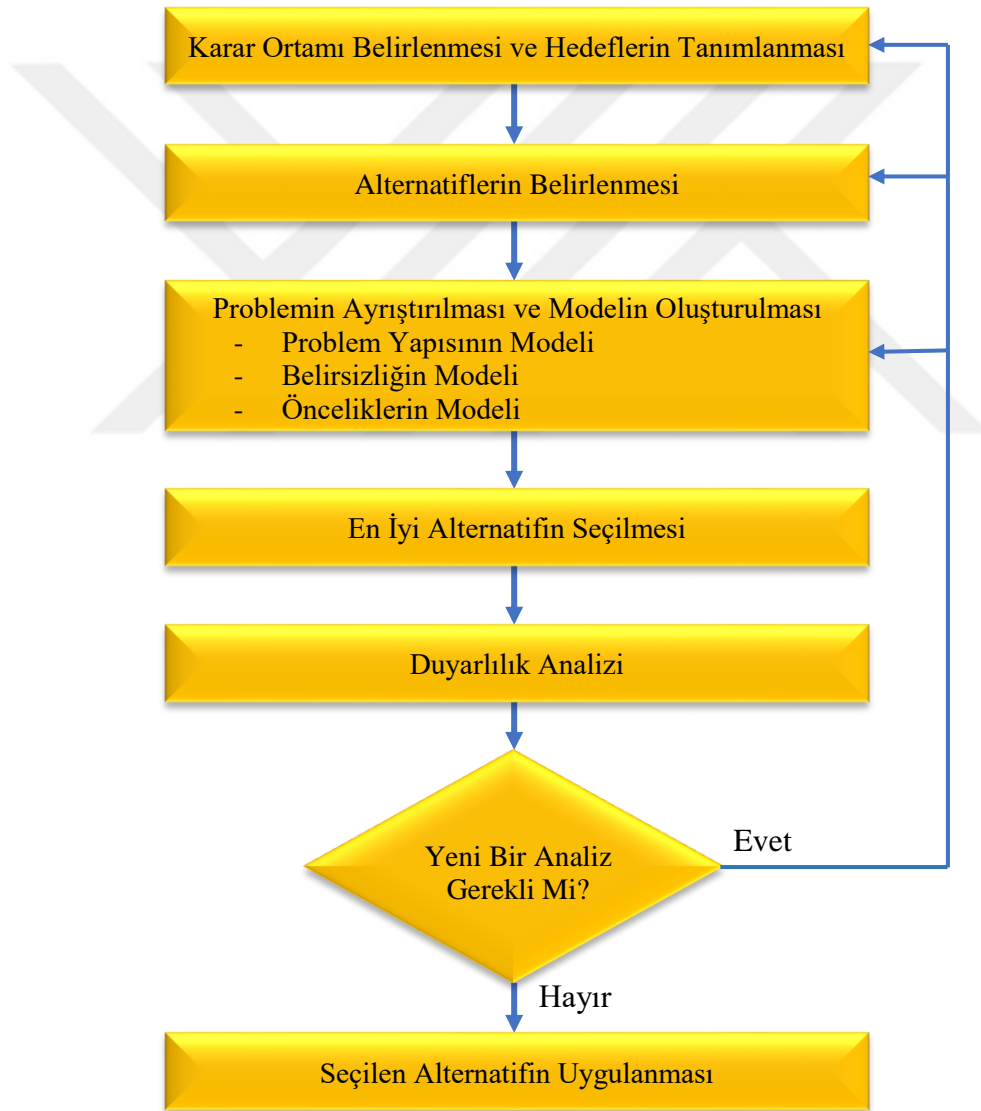 Karar Ortamı Belirlenmesi ve Hedeflerin Tanımlanması
Alternatiflerin Belirlenmesi
Problemin Ayrıştırılması ve Modelin Oluşturulması
- Problem Yapısının Modeli
- Belirsizliğin Modeli
- Önceliklerin Modeli
En İyi Alternatifin Seçilmesi
Duyarlılık Analizi
Yeni Bir Analiz
Gerekli Mi?
Evet
Hayır
Seçilen Alternatifin Uygulanması